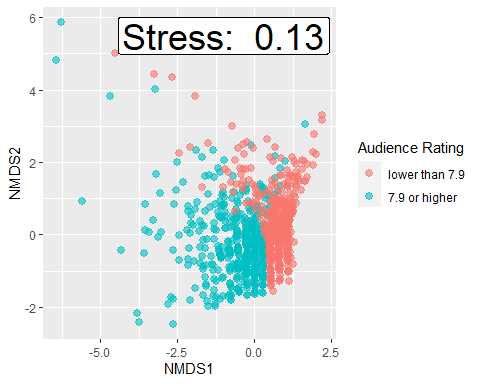 Stress: 0.13
6
4
2
0
-2
NMDS2
-5.0 -2.5 0.0 2.5
NMDS1
Audience Rating
lower than 7.9
7.9 or higher